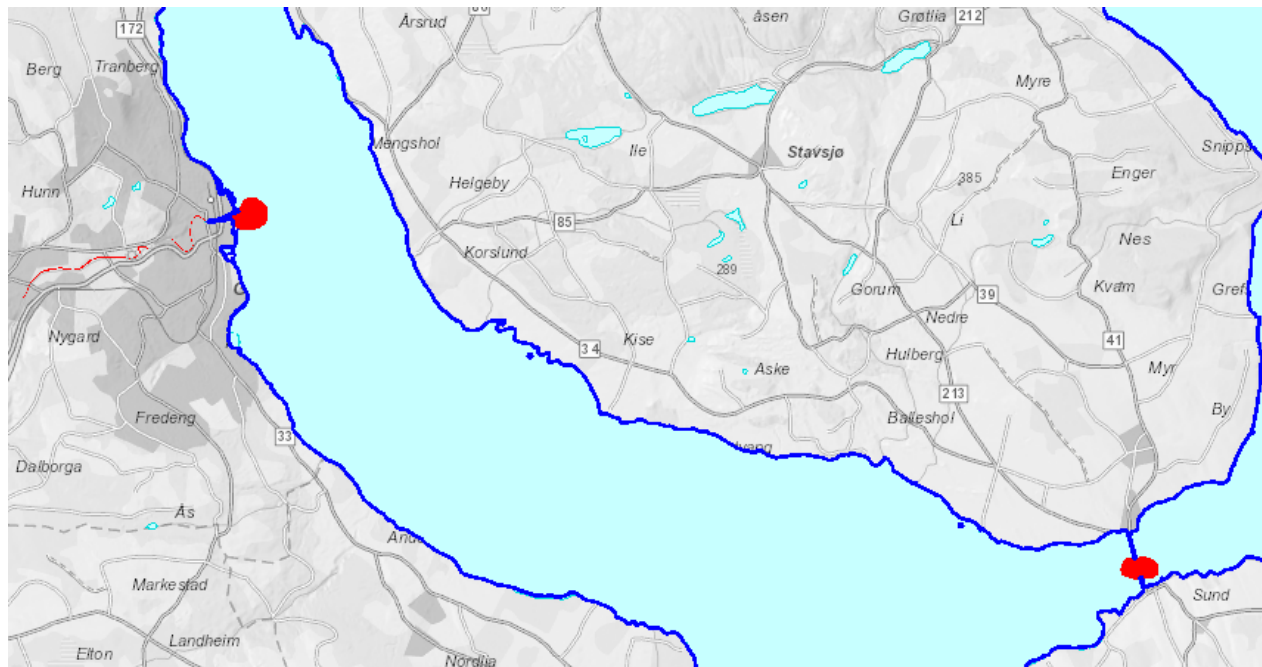 Årsrud
åsen
Grøtlia
212
172
Berg
Tranberg
Myre
Mengshol
Ile
Stavsjø
Snipps
Hunn
Helgeby
385
Enger
85
Li
Korslund
289
Nes
Gorum
39
Kvam
Gref
Nygard
Kise
34
Nedre
Hulberg
41
Aske
Myr
213
Fredeng
Balleshol
By
33
Dalborga
Ås
Markestad
Sund
Landheim
Elton
Nordlia